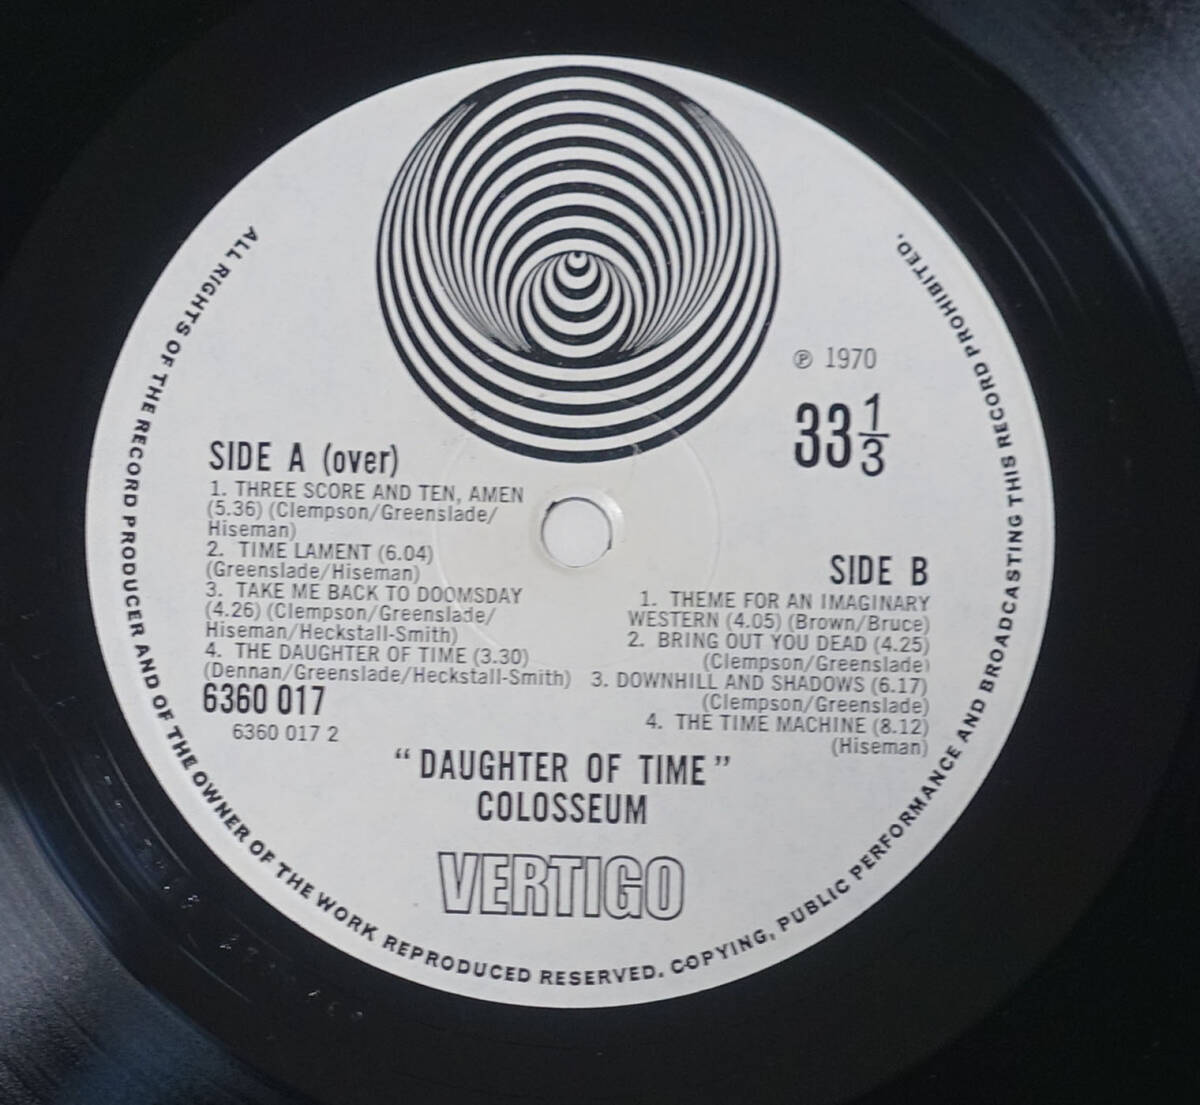 ALL RIGHTS OF THE RECORD PRODUCER AND OF THE OWNER OF THE WORK REPRODUCED RESERVED. COPYING, PUBLIC PERFORMANCE AND BROADCASTING THIS RECORD PROHIBITED.
℗ 1970
33 1/3
SIDE A (over)
1. THREE SCORE AND TEN, AMEN
(5.36) (Clempson/Greenslade/
Hiseman)
2. TIME LAMENT (6.04)
(Greenslade/Hiseman)
3. TAKE ME BACK TO DOOMSDAY
(4.26) (Clempson/Greenslade/
Hiseman/Heckstall-Smith)
4. THE DAUGHTER OF TIME (3.30)
(Dennan/Greenslade/Heckstall-Smith)
6360 017
6360 017 2
SIDE B
1. THEME FOR AN IMAGINARY
WESTERN (4.05) (Brown/Bruce)
2. BRING OUT YOU DEAD (4.25)
(Clempson/Greenslade)
3. DOWNHILL AND SHADOWS (6.17)
(Clempson/Greenslade)
4. THE TIME MACHINE (8.12)
(Hiseman)
"DAUGHTER OF TIME"
COLOSSEUM
VERTIGO